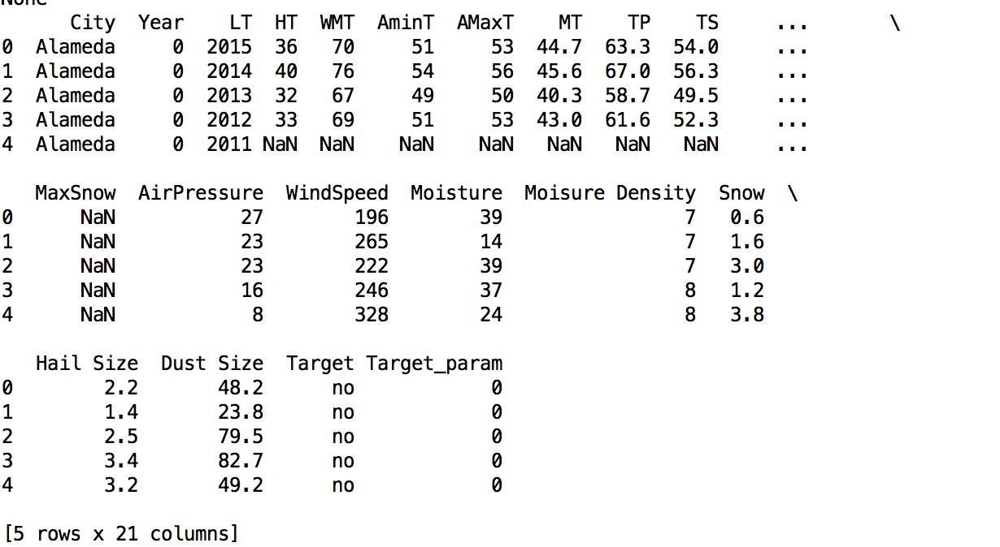 None
City Year LT HT WMT AminT AMaxT MT TP TS ... \
0 Alameda 0 2015 36 70 51 53 44.7 63.3 54.0 ...
1 Alameda 0 2014 40 76 54 56 45.6 67.0 56.3 ...
2 Alameda 0 2013 32 67 49 50 40.3 58.7 49.5 ...
3 Alameda 0 2012 33 69 51 53 43.0 61.6 52.3 ...
4 Alameda 0 2011 NaN NaN NaN NaN NaN NaN NaN ...
MaxSnow AirPressure WindSpeed Moisture Moisure Density Snow \
0 NaN 27 196 39 7 0.6
1 NaN 23 265 14 7 1.6
2 NaN 23 222 39 7 3.0
3 NaN 16 246 37 8 1.2
4 NaN 8 328 24 8 3.8
Hail Size Dust Size Target Target_param
0 2.2 48.2 no 0
1 1.4 23.8 no 0
2 2.5 79.5 no 0
3 3.4 82.7 no 0
4 3.2 49.2 no 0
[5 rows x 21 columns]